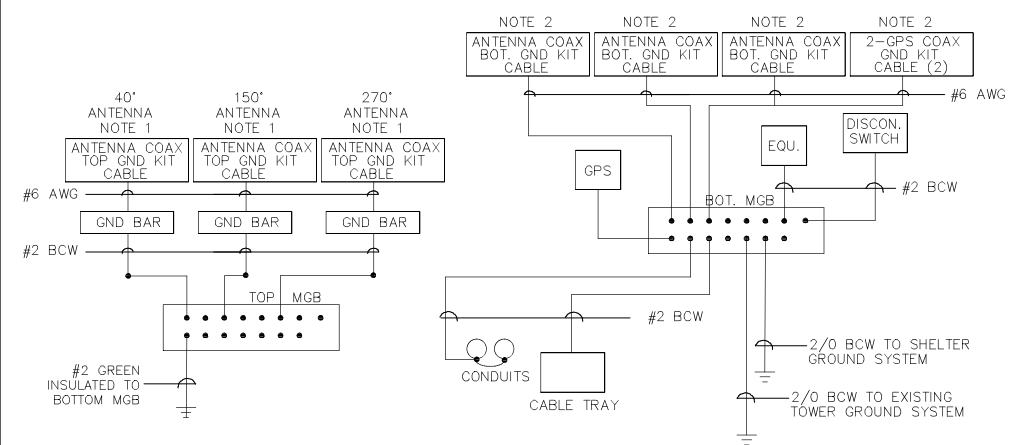 NOTE 2 NOTE 2 NOTE 2 NOTE 2
ANTENNA COAX
BOT. GND KIT
CABLE
ANTENNA COAX
BOT. GND KIT
CABLE
ANTENNA COAX
BOT. GND KIT
CABLE
2-GPS COAX
GND KIT
CABLE (2)
#6 AWG
40°
ANTENNA
NOTE 1
150°
ANTENNA
NOTE 1
270°
ANTENNA
NOTE 1
ANTENNA COAX
TOP GND KIT
CABLE
ANTENNA COAX
TOP GND KIT
CABLE
ANTENNA COAX
TOP GND KIT
CABLE
#6 AWG
GND BAR
GND BAR
GND BAR
#2 BCW
TOP MGB
#2 GREEN
INSULATED TO
BOTTOM MGB
GPS
EQU.
DISCON.
SWITCH
#2 BCW
BOT. MGB
#2 BCW
CONDUITS
CABLE TRAY
2/0 BCW TO SHELTER
GROUND SYSTEM
2/0 BCW TO EXISTING
TOWER GROUND SYSTEM